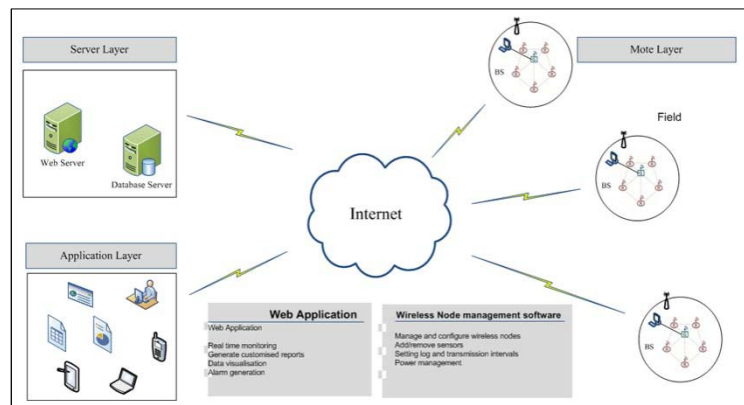 Server Layer
Web Server
Database Server
Application Layer
Internet
Mote Layer
BS
Field
BS
BS
Web Application
Web Application
Real time monitoring
Generate customised reports
Data visualisation
Alarm generation
Wireless Node management software
Manage and configure wireless nodes
Add/remove sensors
Setting log and transmission intervals
Power management